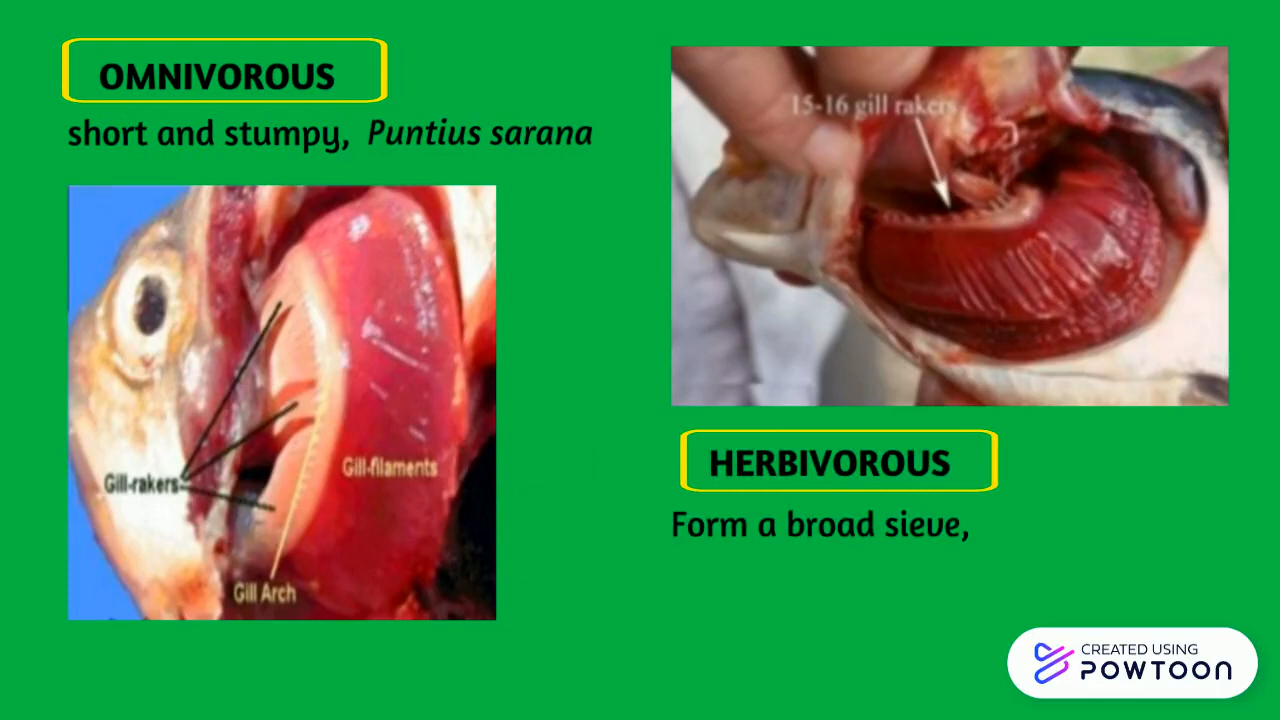 OMNIVOROUS
short and stumpy, Puntius sarana
Gill-rakers
Gill-filaments
Gill Arch
15-16 gill rakers
HERBIVOROUS
Form a broad sieve,
CREATED USING
POWTOON